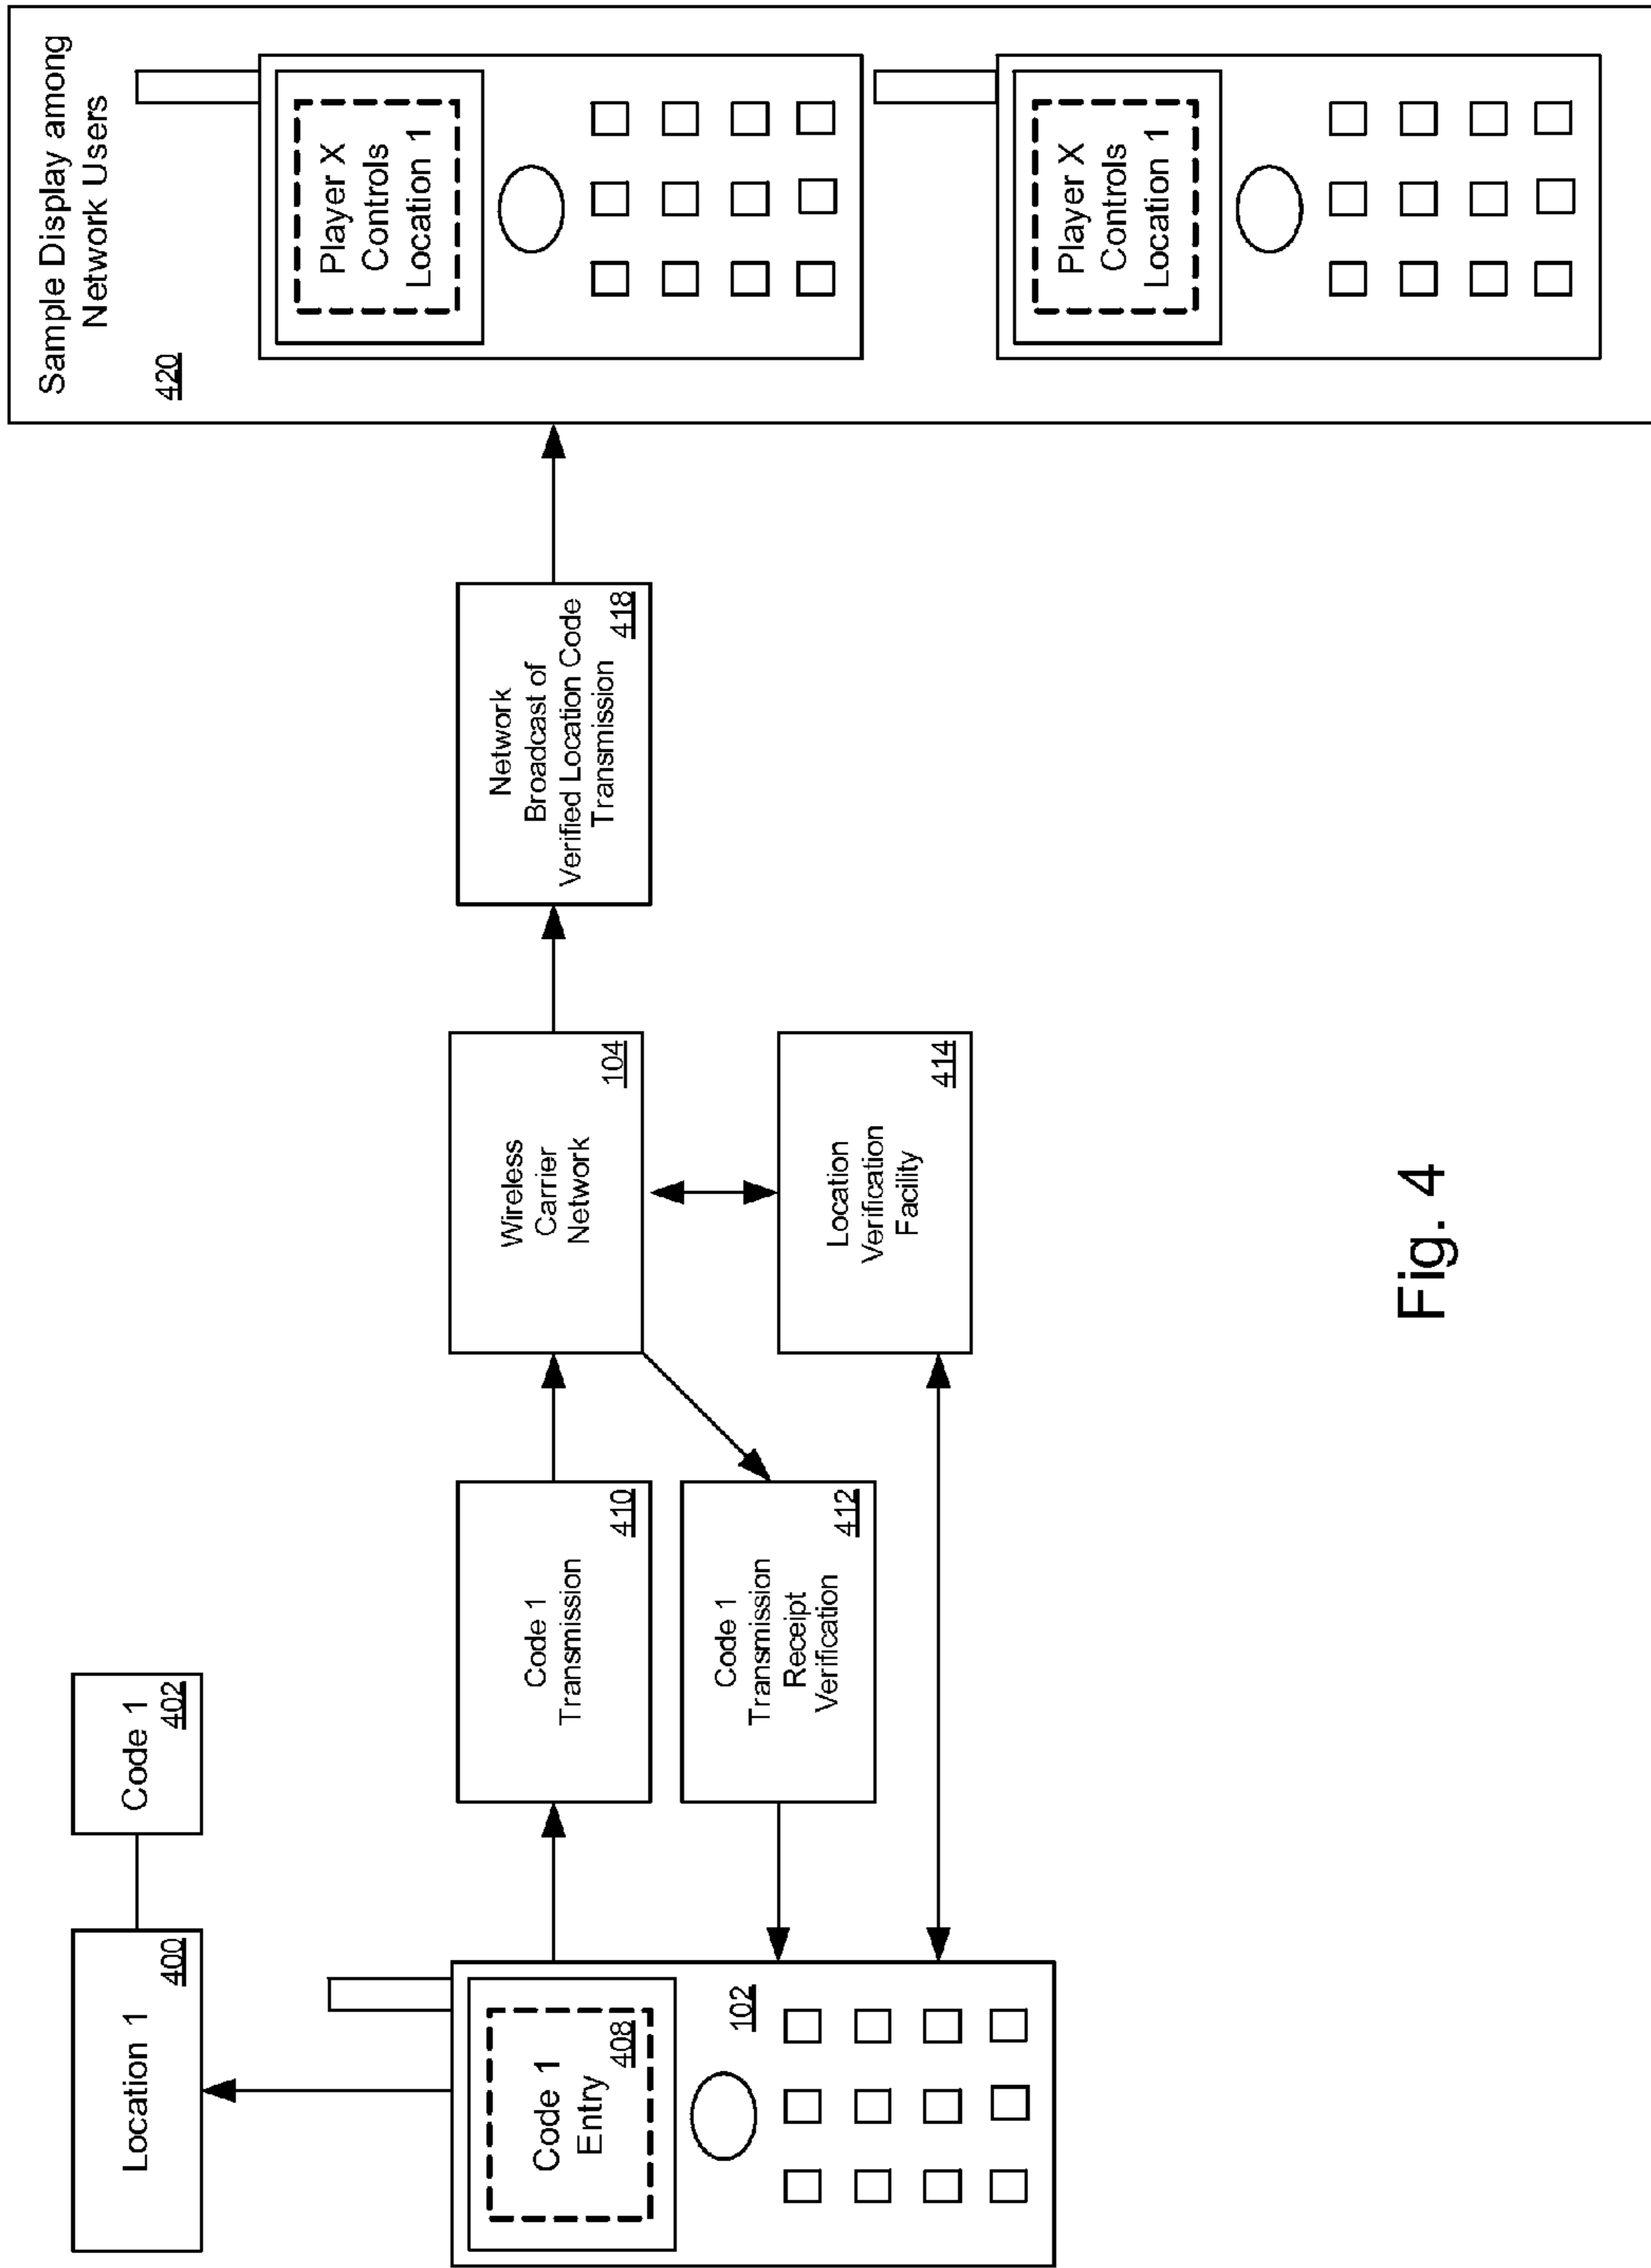 Location 1
400
Code 1
402
Code 1
Entry
408
102
Code 1
Transmission
410
Code 1
Transmission
Receipt
Verification
412
Wireless
Carrier
Network
104
Location
Verification
Facility
414
Network
Broadcast of
Verified Location Code
Transmission
418
Sample Display among
Network Users
420
Player X
Controls
Location 1
Player X
Controls
Location 1
Fig. 4